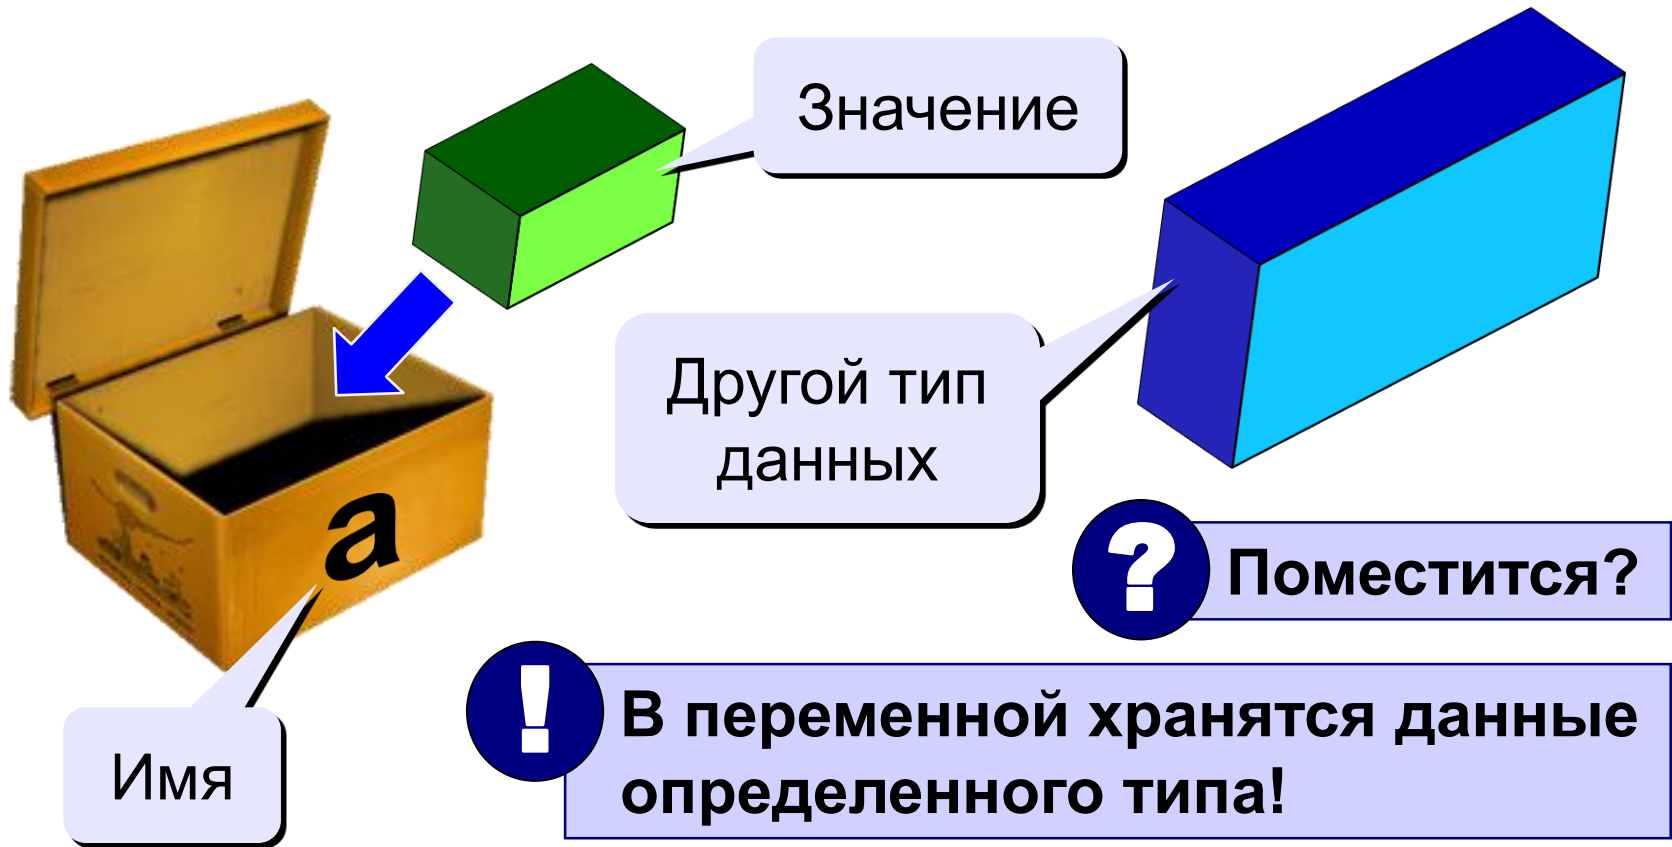 Значение
Другой тип
данных
a
?
Поместится?
!
В переменной хранятся данные
определенного типа!
Имя